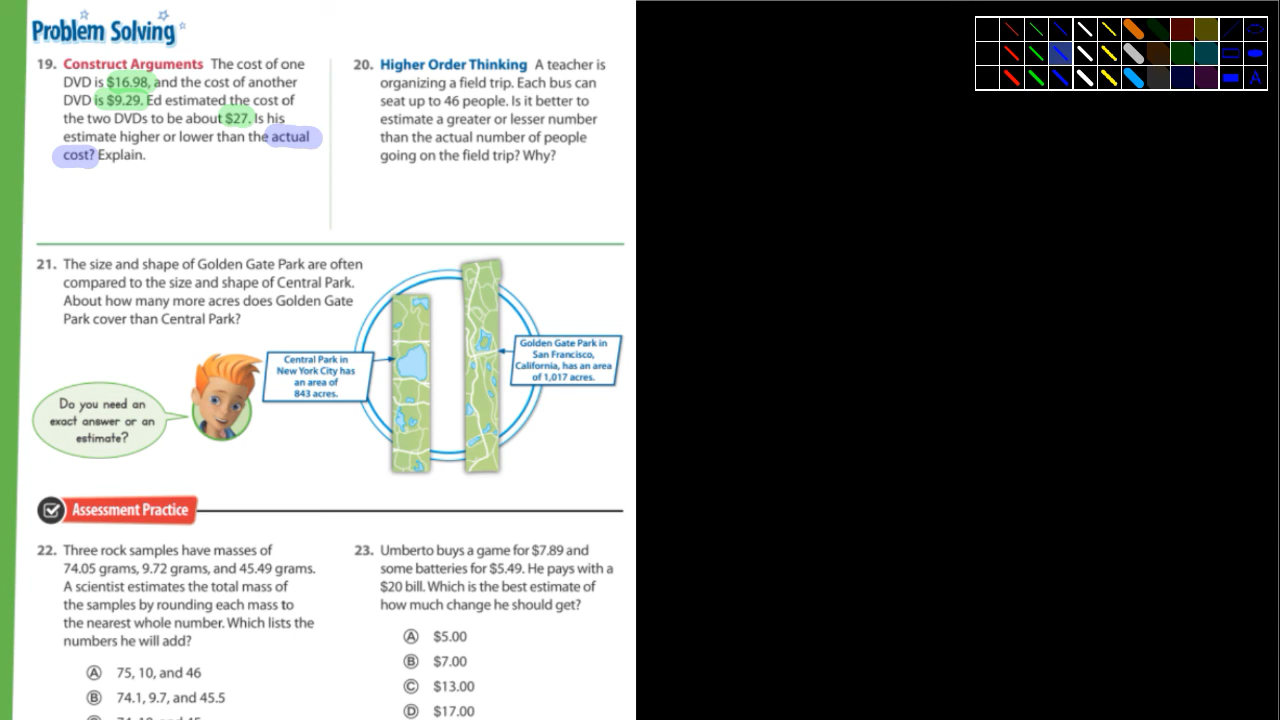 Problem Solving
19. Construct Arguments The cost of one
DVD is $16.98, and the cost of another
DVD is $9.29. Ed estimated the cost of
the two DVDs to be about $27. Is his
estimate higher or lower than the actual
cost? Explain.
20. Higher Order Thinking A teacher is
organizing a field trip. Each bus can
seat up to 46 people. Is it better to
estimate a greater or lesser number
than the actual number of people
going on the field trip? Why?
21. The size and shape of Golden Gate Park are often
compared to the size and shape of Central Park.
About how many more acres does Golden Gate
Park cover than Central Park?
Do you need an
exact answer or an
estimate?
Central Park in
New York City has
an area of
843 acres.
Golden Gate Park in
San Francisco,
California, has an area
of 1,017 acres.
Assessment Practice
22. Three rock samples have masses of
74.05 grams, 9.72 grams, and 45.49 grams.
A scientist estimates the total mass of
the samples by rounding each mass to
the nearest whole number. Which lists the
numbers he will add?
A 75, 10, and 46
B 74.1, 9.7, and 45.5
23. Umberto buys a game for $7.89 and
some batteries for $5.49. He pays with a
$20 bill. Which is the best estimate of
how much change he should get?
A $5.00
B $7.00
C $13.00
D $17.00
A